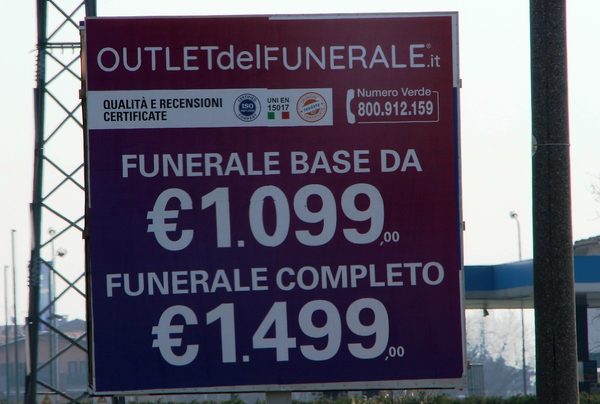 OUTLETdelFUNERALE®.it
QUALITÀ E RECENSIONI
CERTIFICATE
ISO
UNI EN
15017
Numero Verde
800.912.159
FUNERALE BASE DA
€1.099,00
FUNERALE COMPLETO
€1.499,00